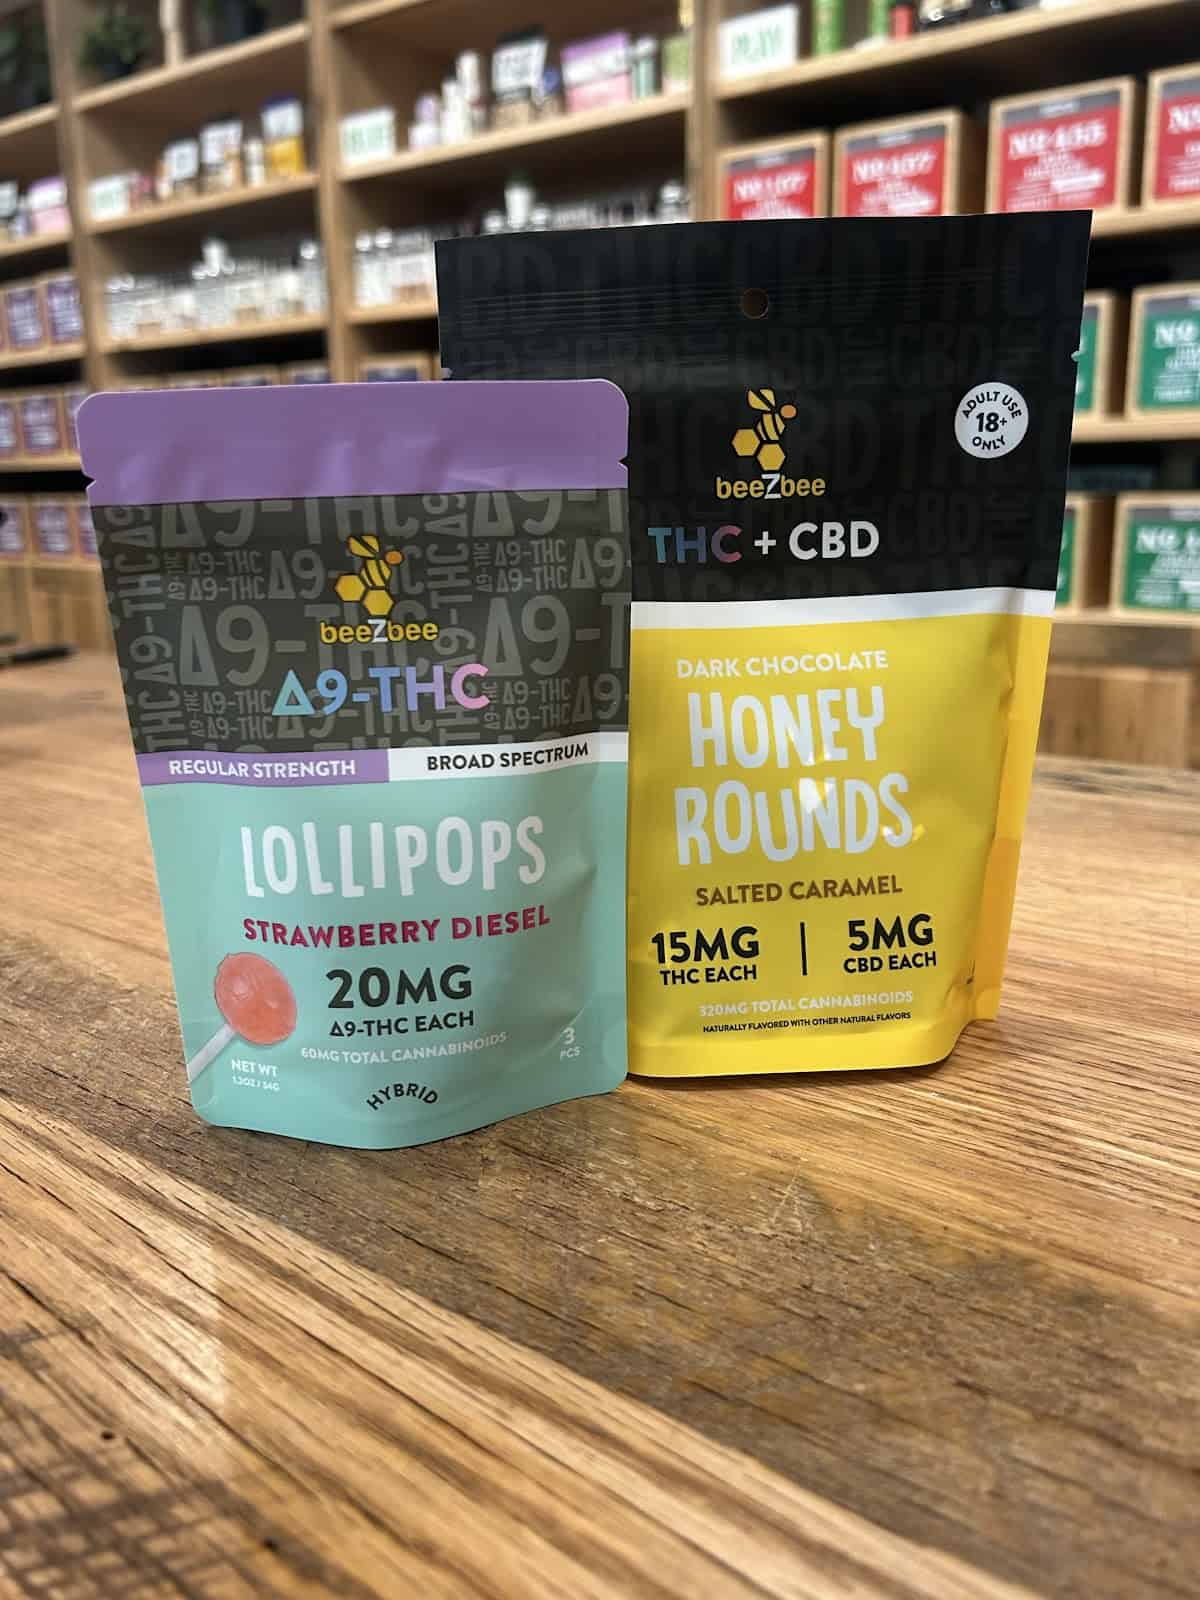 beeZbee
Δ9-THC
REGULAR STRENGTH
BROAD SPECTRUM
LOLLIPOPS
STRAWBERRY DIESEL
20MG
Δ9-THC EACH
60MG TOTAL CANNABINOIDS
3
PCS
NET WT
HYBRID
ADULT USE
18+
ONLY
beeZbee
THC + CBD
DARK CHOCOLATE
HONEY
ROUNDS
SALTED CARAMEL
15MG
THC EACH
5MG
CBD EACH
320MG TOTAL CANNABINOIDS
NATURALLY FLAVORED WITH OTHER NATURAL FLAVORS